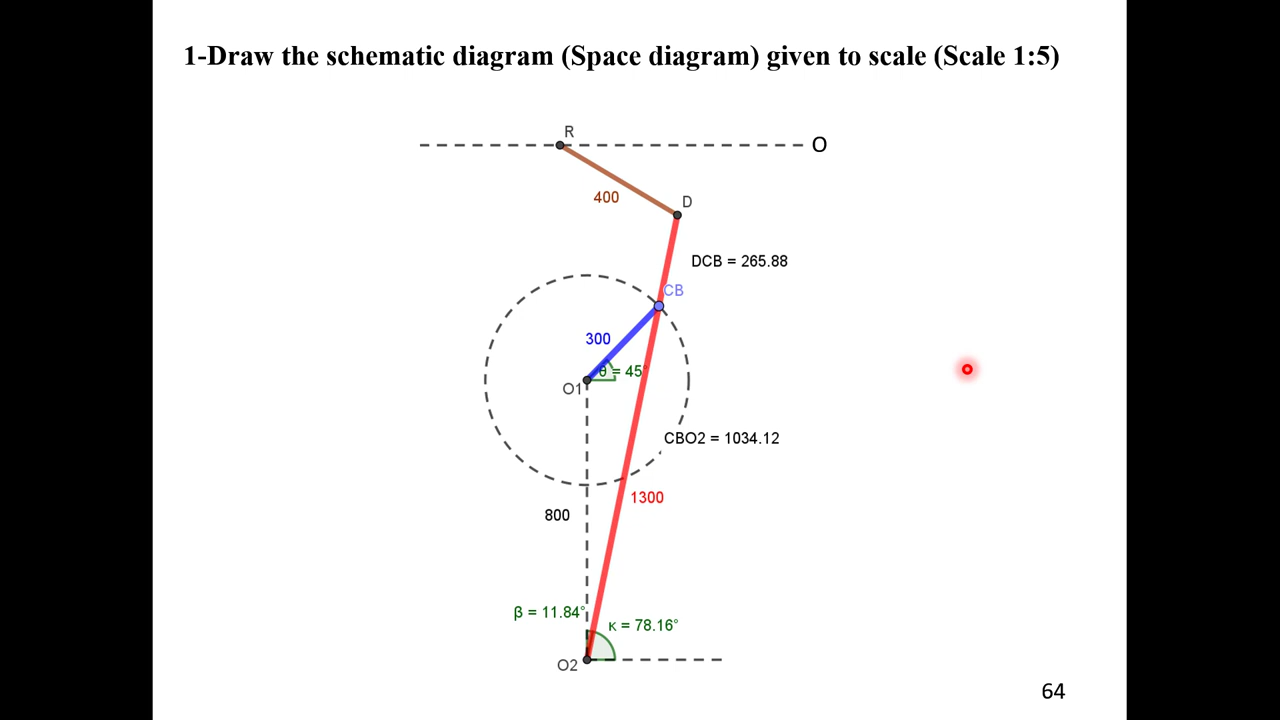 1-Draw the schematic diagram (Space diagram) given to scale (Scale 1:5)
R
O
400
D
DCB = 265.88
CB
300
θ = 45°
O1
CBO2 = 1034.12
1300
800
β = 11.84°
κ = 78.16°
O2
64